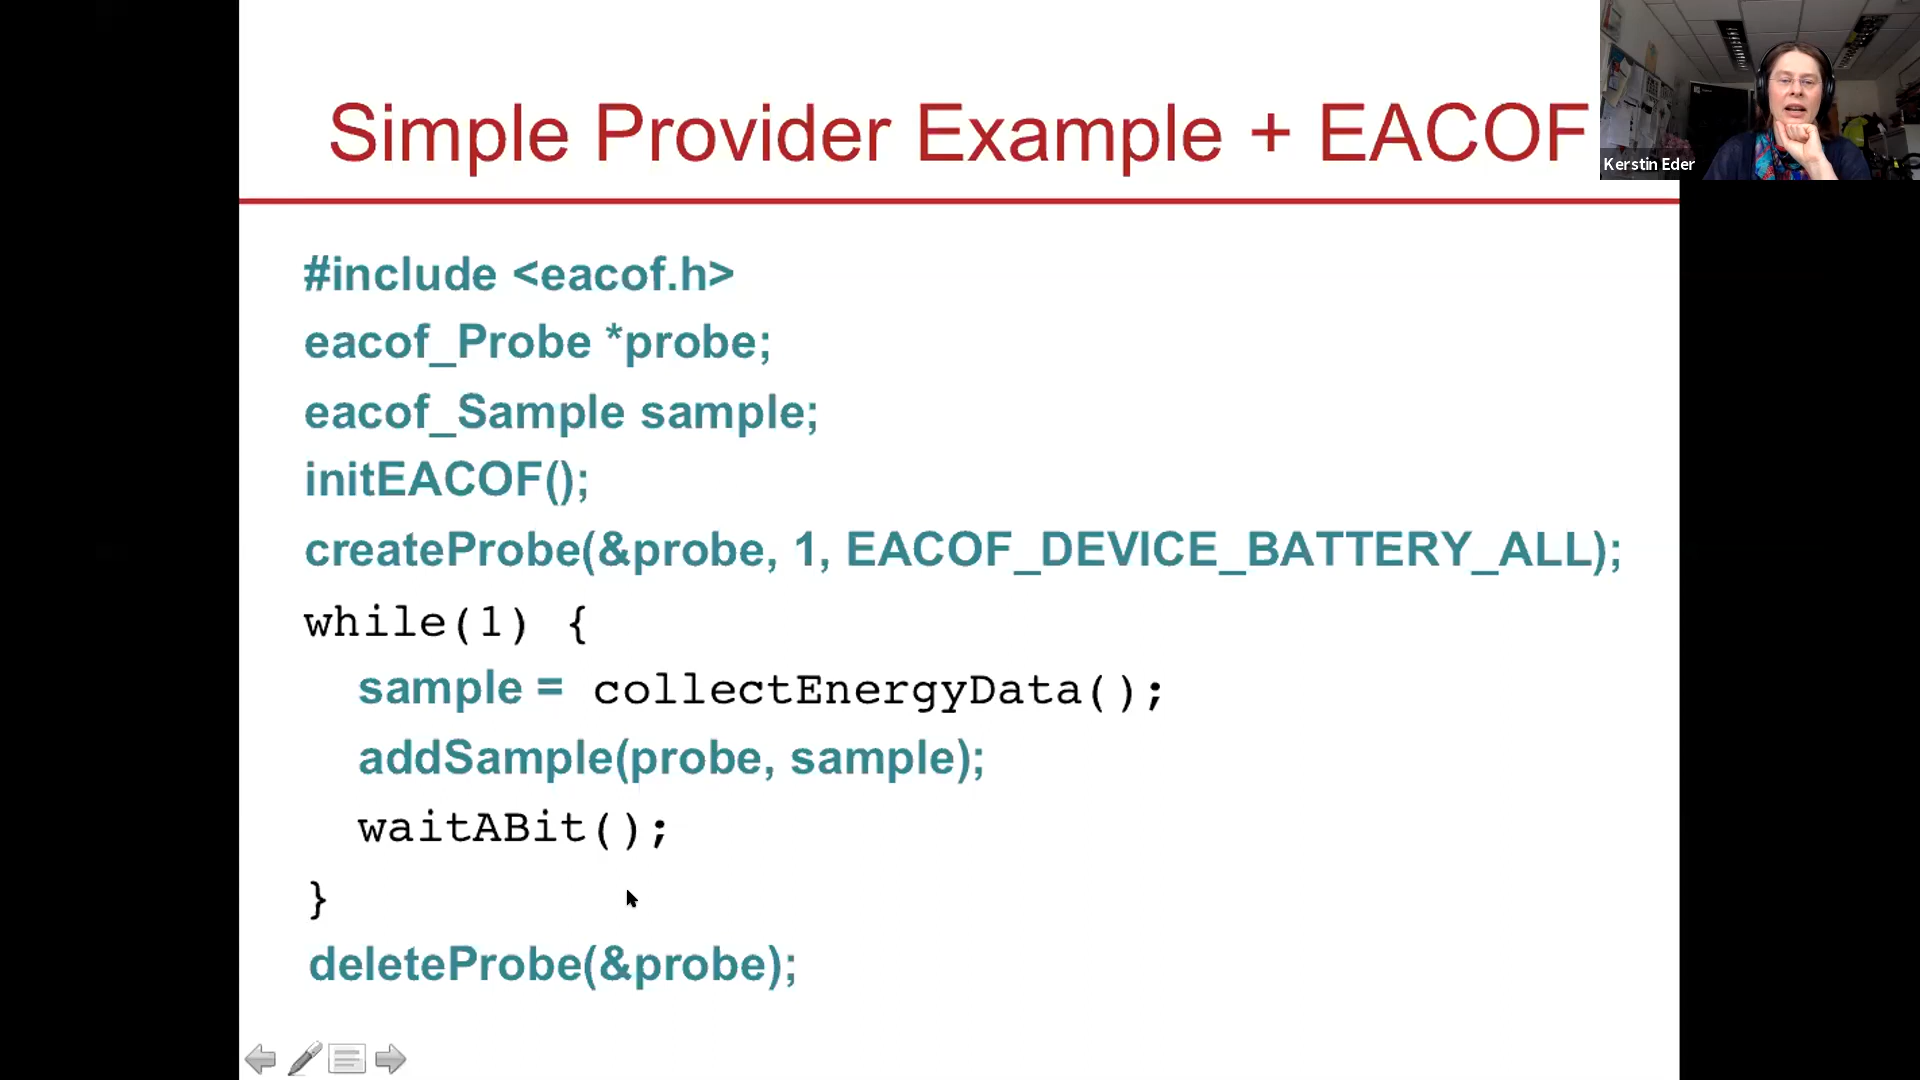 Simple Provider Example + EACOF
Kerstin Eder
#include <eacof.h>
eacof_Probe *probe;
eacof_Sample sample;
initEACOF();
createProbe(&probe, 1, EACOF_DEVICE_BATTERY_ALL);
while(1) {
sample = collectEnergyData();
addSample(probe, sample);
waitABit();
}
deleteProbe(&probe);